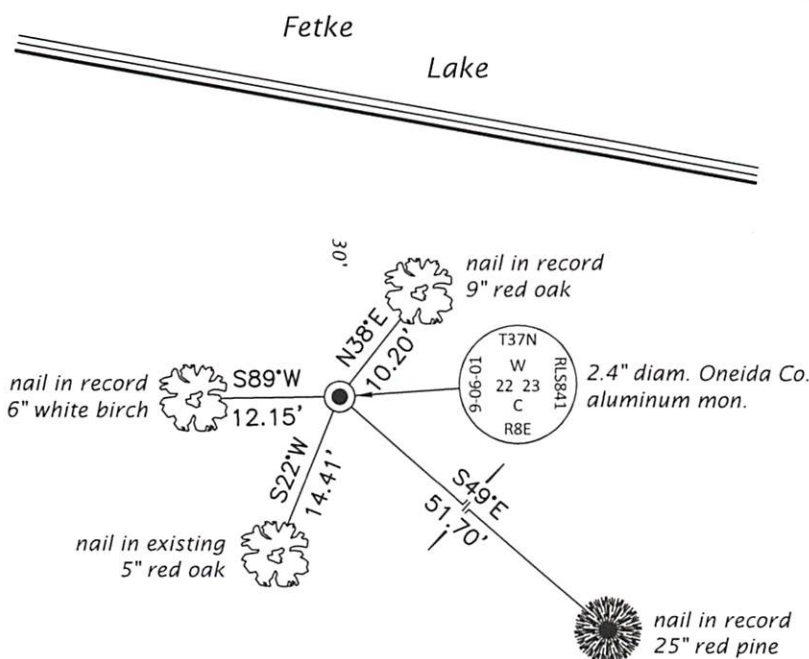 Fetke
Lake
30'
nail in record
9" red oak
N38°E
10.20'
T37N
W
22 23
C
R8E
9-06-01
RLS841
2.4" diam. Oneida Co.
aluminum mon.
nail in record
6" white birch
S89°W
12.15'
S22°W
14.41'
nail in existing
5" red oak
S49°E
51.70'
nail in record
25" red pine